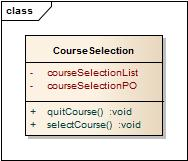 class
CourseSelection
- courseSelectionList
- courseSelectionPO
+ quitCourse() :void
+ selectCourse() :void